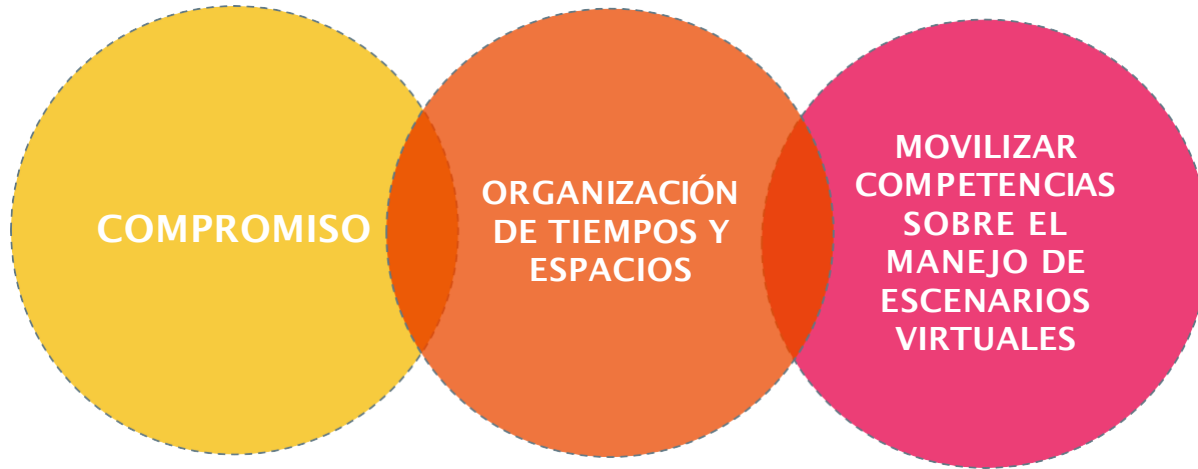 COMPROMISO
ORGANIZACIÓN
DE TIEMPOS Y
ESPACIOS
MOVILIZAR
COMPETENCIAS
SOBRE EL
MANEJO DE
ESCENARIOS
VIRTUALES